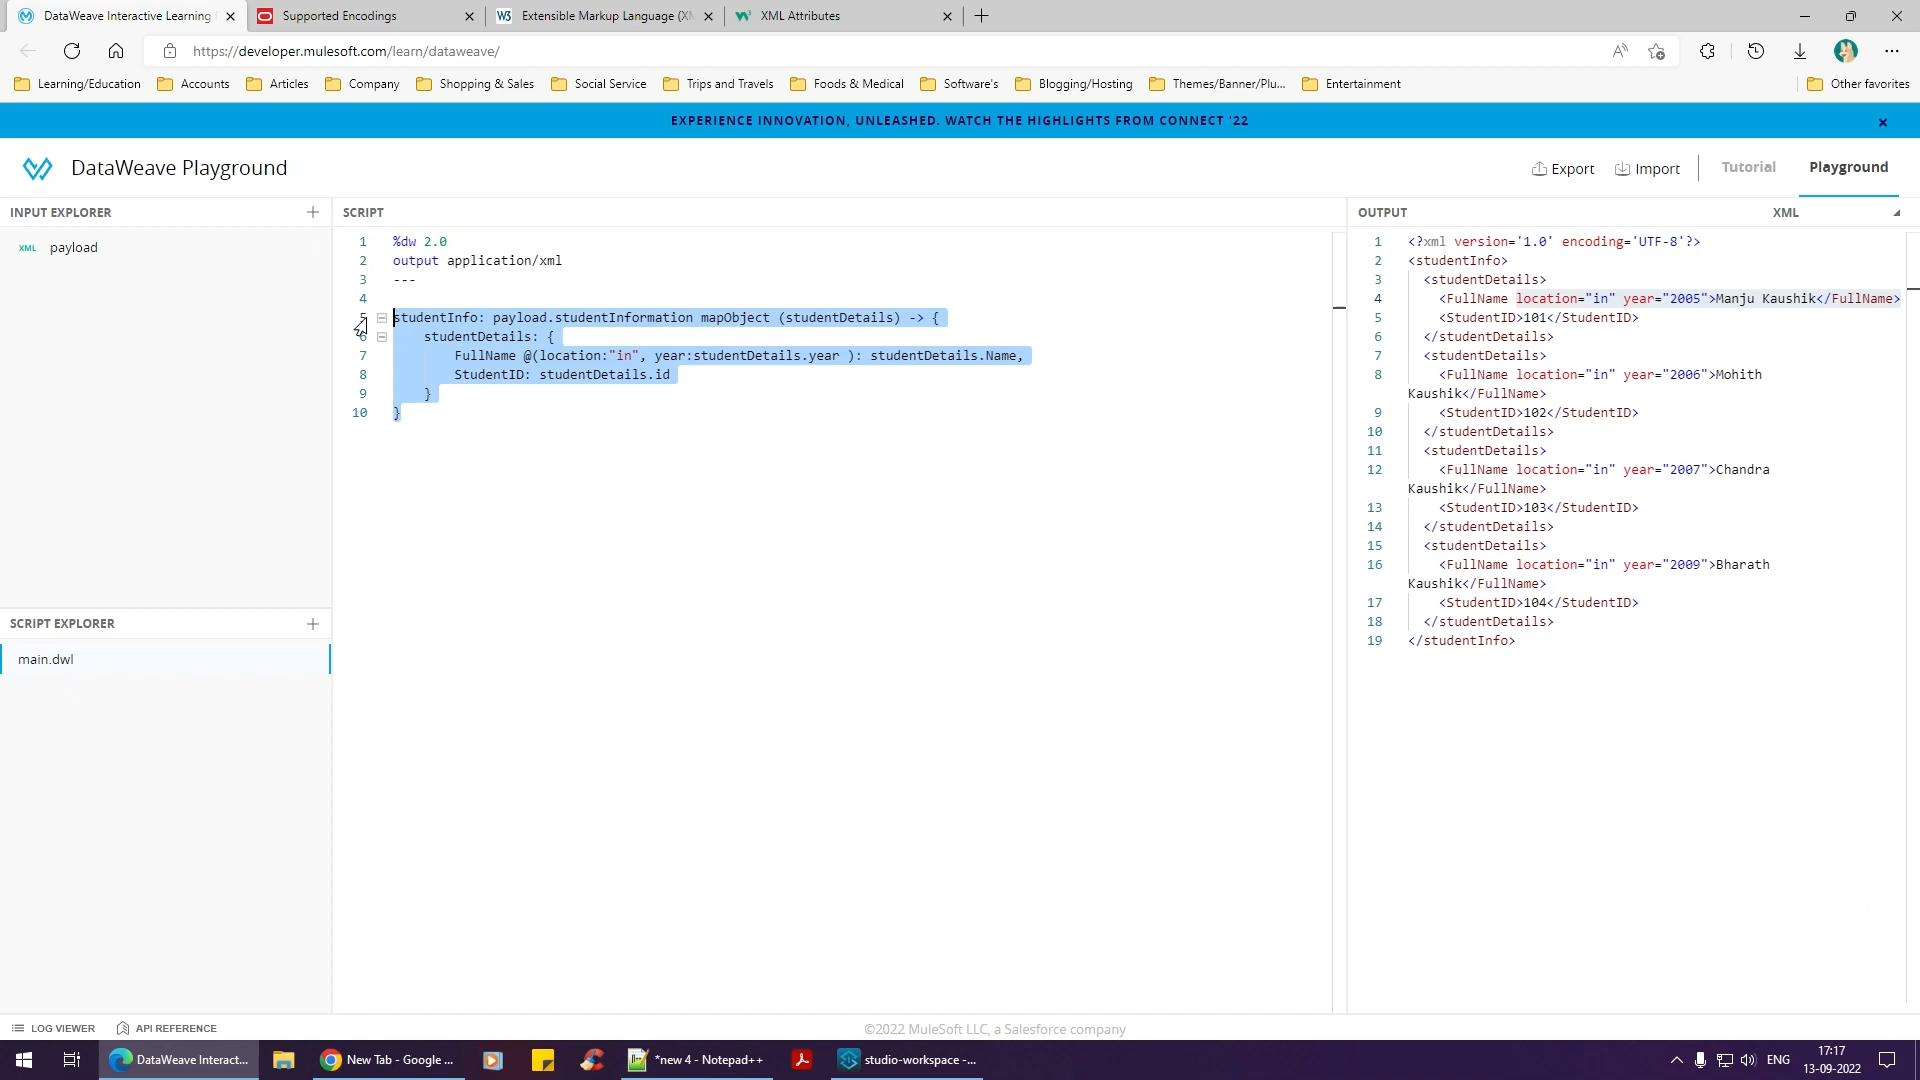 DataWeave Interactive Learning
Supported Encodings
Extensible Markup Language (XM
XML Attributes
https://developer.mulesoft.com/learn/dataweave/
Learning/Education
Accounts
Articles
Company
Shopping & Sales
Social Service
Trips and Travels
Foods & Medical
Software's
Blogging/Hosting
Themes/Banner/Plu...
Entertainment
Other favorites
EXPERIENCE INNOVATION, UNLEASHED. WATCH THE HIGHLIGHTS FROM CONNECT '22
DataWeave Playground
Export
Import
Tutorial
Playground
INPUT EXPLORER
XML payload
SCRIPT EXPLORER
main.dwl
SCRIPT
1 %dw 2.0
2 output application/xml
3 ---
4
5 studentInfo: payload.studentInformation mapObject (studentDetails) -> {
6 studentDetails: {
7 FullName @(location:"in", year:studentDetails.year ): studentDetails.Name,
8 StudentID: studentDetails.id
9 }
10 }
OUTPUT
XML
1 <?xml version='1.0' encoding='UTF-8'?>
2 <studentInfo>
3 <studentDetails>
4 <FullName location="in" year="2005">Manju Kaushik</FullName>
5 <StudentID>101</StudentID>
6 </studentDetails>
7 <studentDetails>
8 <FullName location="in" year="2006">Mohith
Kaushik</FullName>
9 <StudentID>102</StudentID>
10 </studentDetails>
11 <studentDetails>
12 <FullName location="in" year="2007">Chandra
Kaushik</FullName>
13 <StudentID>103</StudentID>
14 </studentDetails>
15 <studentDetails>
16 <FullName location="in" year="2009">Bharath
Kaushik</FullName>
17 <StudentID>104</StudentID>
18 </studentDetails>
19 </studentInfo>
LOG VIEWER
API REFERENCE
©2022 MuleSoft LLC, a Salesforce company
DataWeave Interact...
New Tab - Google ...
*new 4 - Notepad++
studio-workspace -...
ENG
17:17
13-09-2022